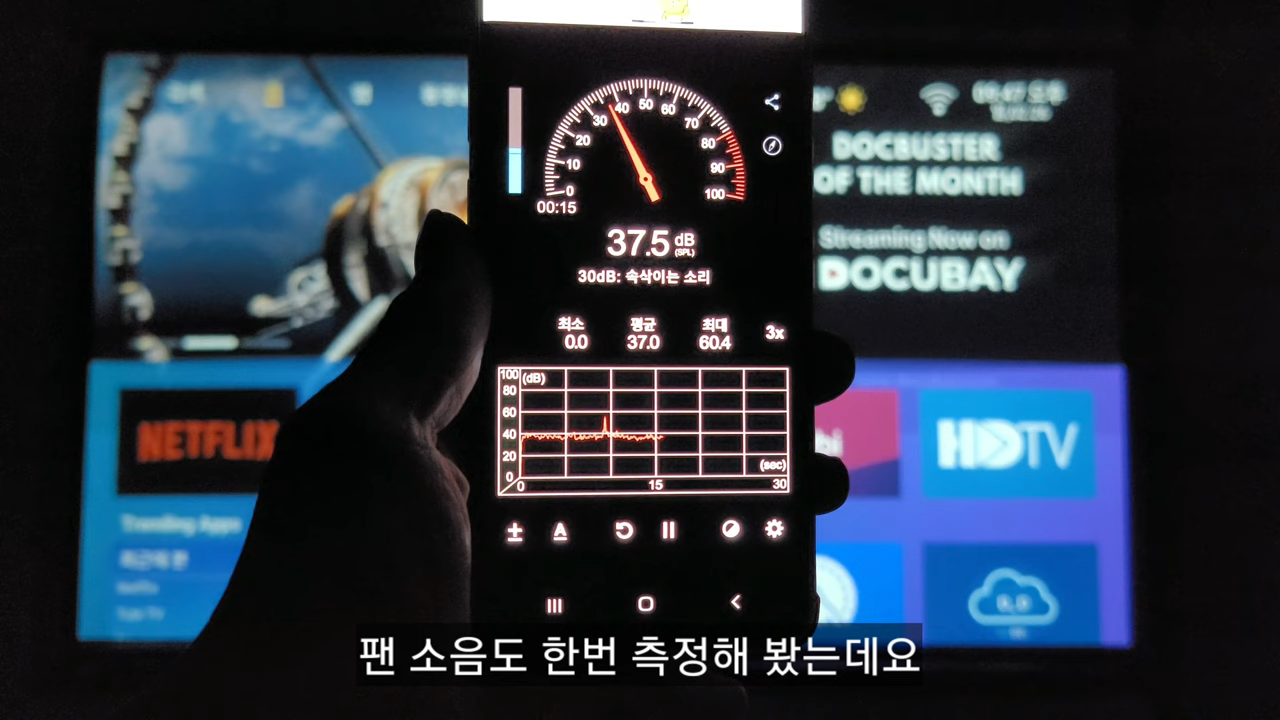 0 10 20 30 40 50 60 70 80 90 100
00:15
37.5 dB
(SPL)
30dB: 속삭이는 소리
최소 평균 최대
0.0 37.0 60.4 3x
100 (dB)
80
60
40
20
0 (sec)
0 15 30
DOCBUSTER
OF THE MONTH
Streaming Now on
DOCUBAY
NETFLIX
HDTV
Trending Apps
팬 소음도 한번 측정해 봤는데요